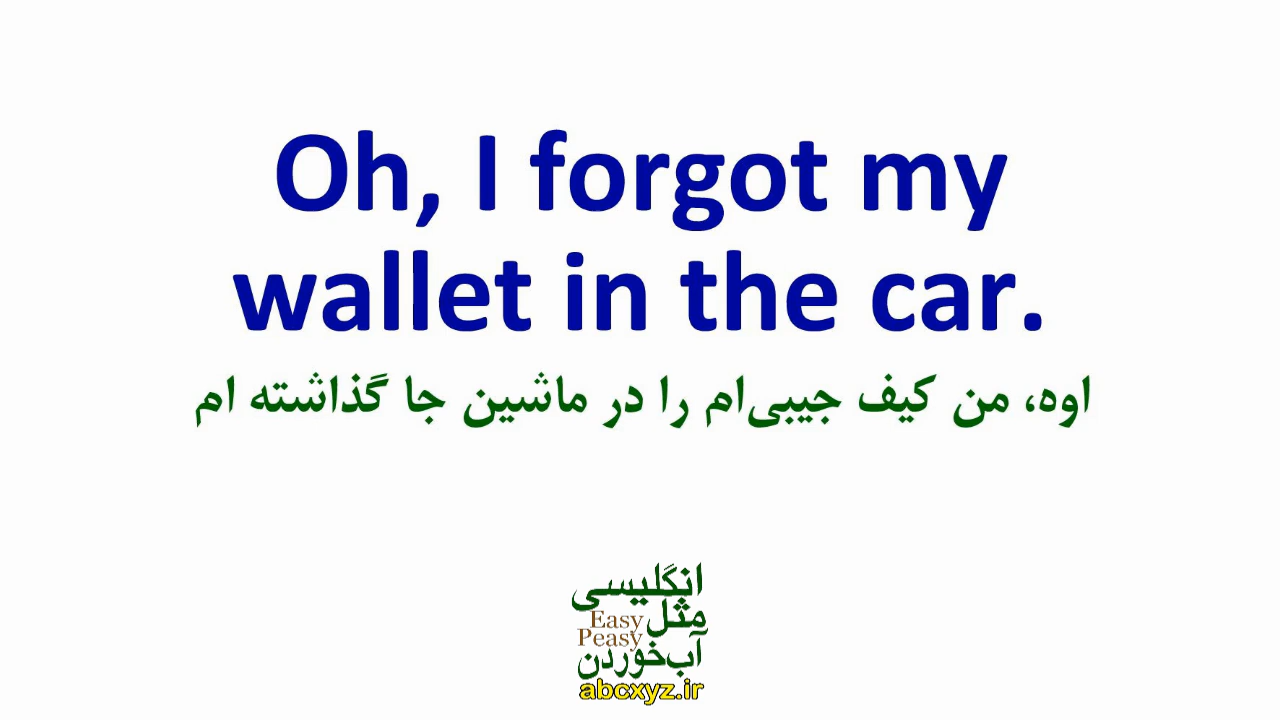 Oh, I forgot my
wallet in the car.
اوه، من کیف جیبی‌ام را در ماشین جا گذاشته ام
انگلیسی
مثل
Easy
Peasy
آب‌خوردن
abcxyz.ir